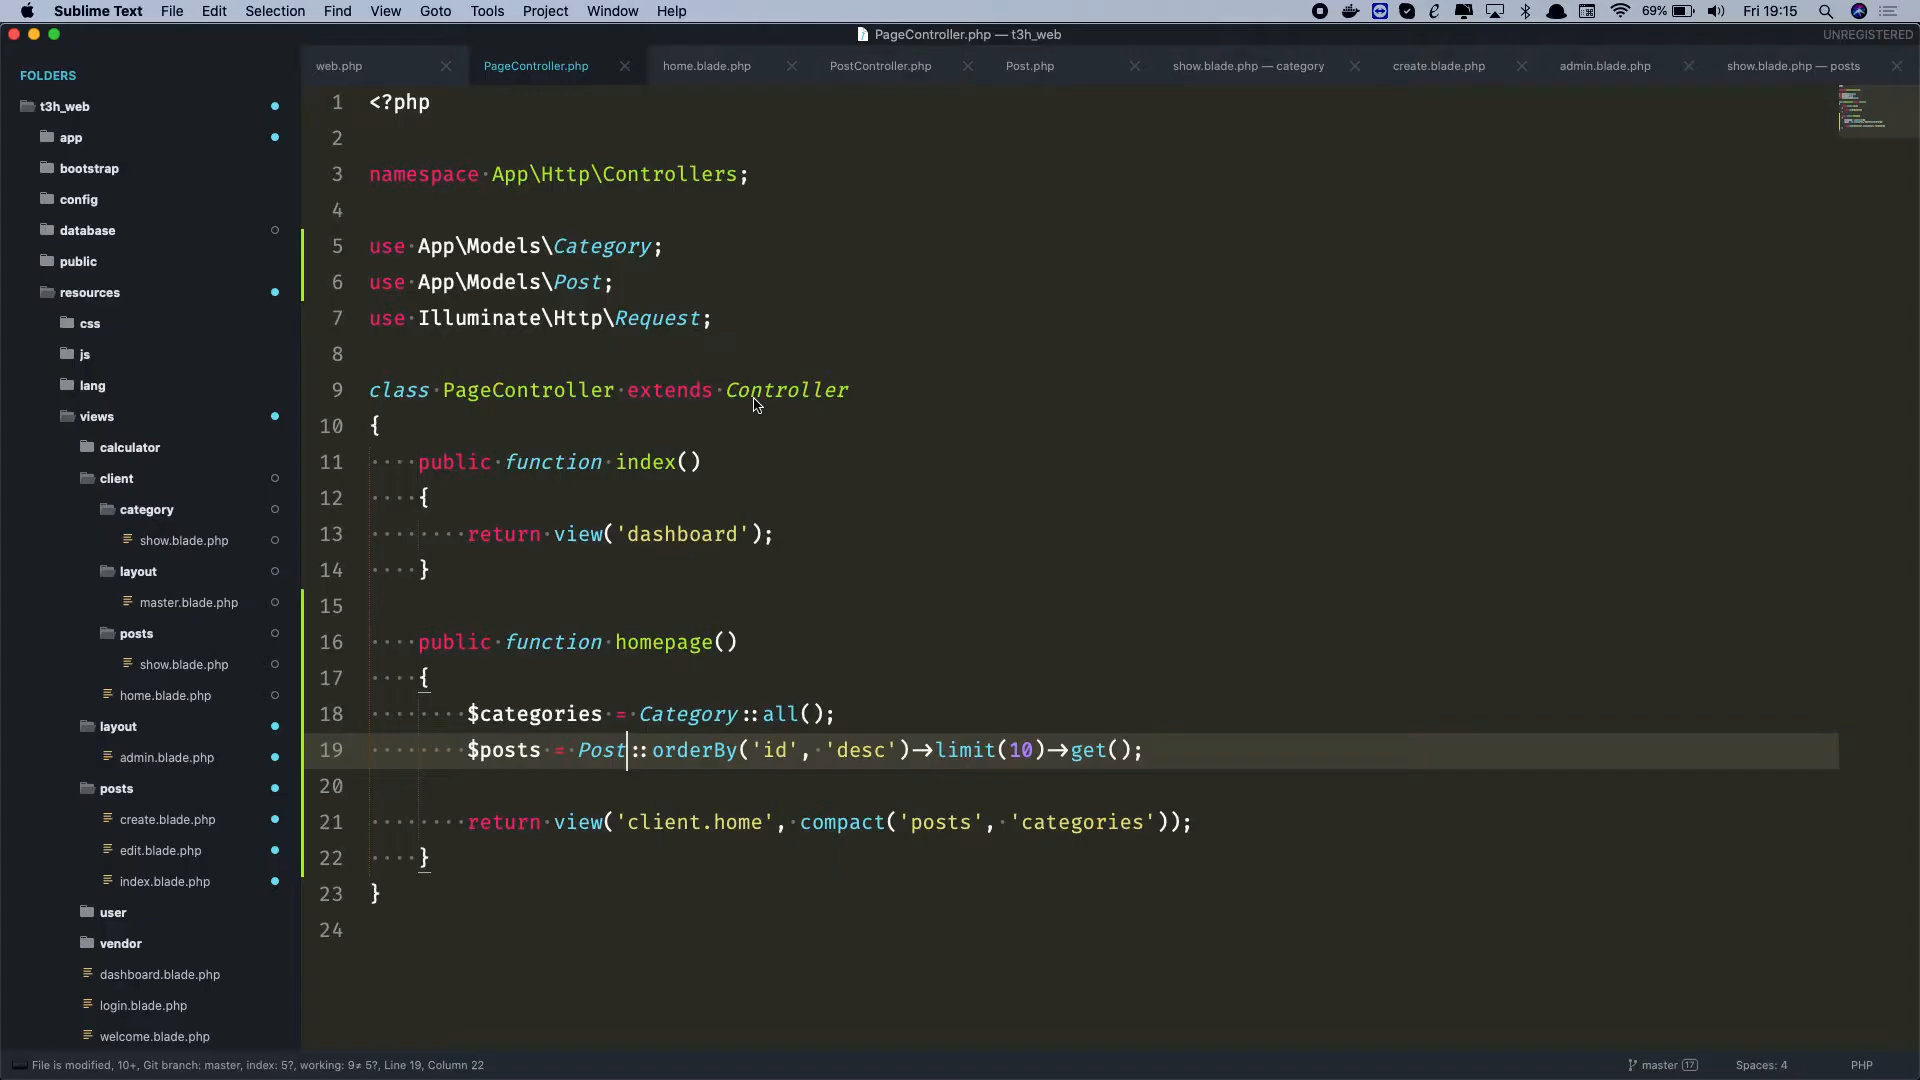 Sublime Text File Edit Selection Find View Goto Tools Project Window Help 69% Fri 19:15
PageController.php — t3h_web UNREGISTERED
web.php PageController.php home.blade.php PostController.php Post.php show.blade.php — category create.blade.php admin.blade.php show.blade.php — posts
FOLDERS
t3h_web
app
bootstrap
config
database
public
resources
css
js
lang
views
calculator
client
category
show.blade.php
layout
master.blade.php
posts
show.blade.php
home.blade.php
layout
admin.blade.php
posts
create.blade.php
edit.blade.php
index.blade.php
user
vendor
dashboard.blade.php
login.blade.php
welcome.blade.php
1 <?php
2
3 namespace App\Http\Controllers;
4
5 use App\Models\Category;
6 use App\Models\Post;
7 use Illuminate\Http\Request;
8
9 class PageController extends Controller
10 {
11 public function index()
12 {
13 return view('dashboard');
14 }
15
16 public function homepage()
17 {
18 $categories = Category::all();
19 $posts = Post::orderBy('id', 'desc')->limit(10)->get();
20
21 return view('client.home', compact('posts', 'categories'));
22 }
23 }
24
File is modified, 10+, Git branch: master, index: 5?, working: 9≠ 5?, Line 19, Column 22 master 17 Spaces: 4 PHP